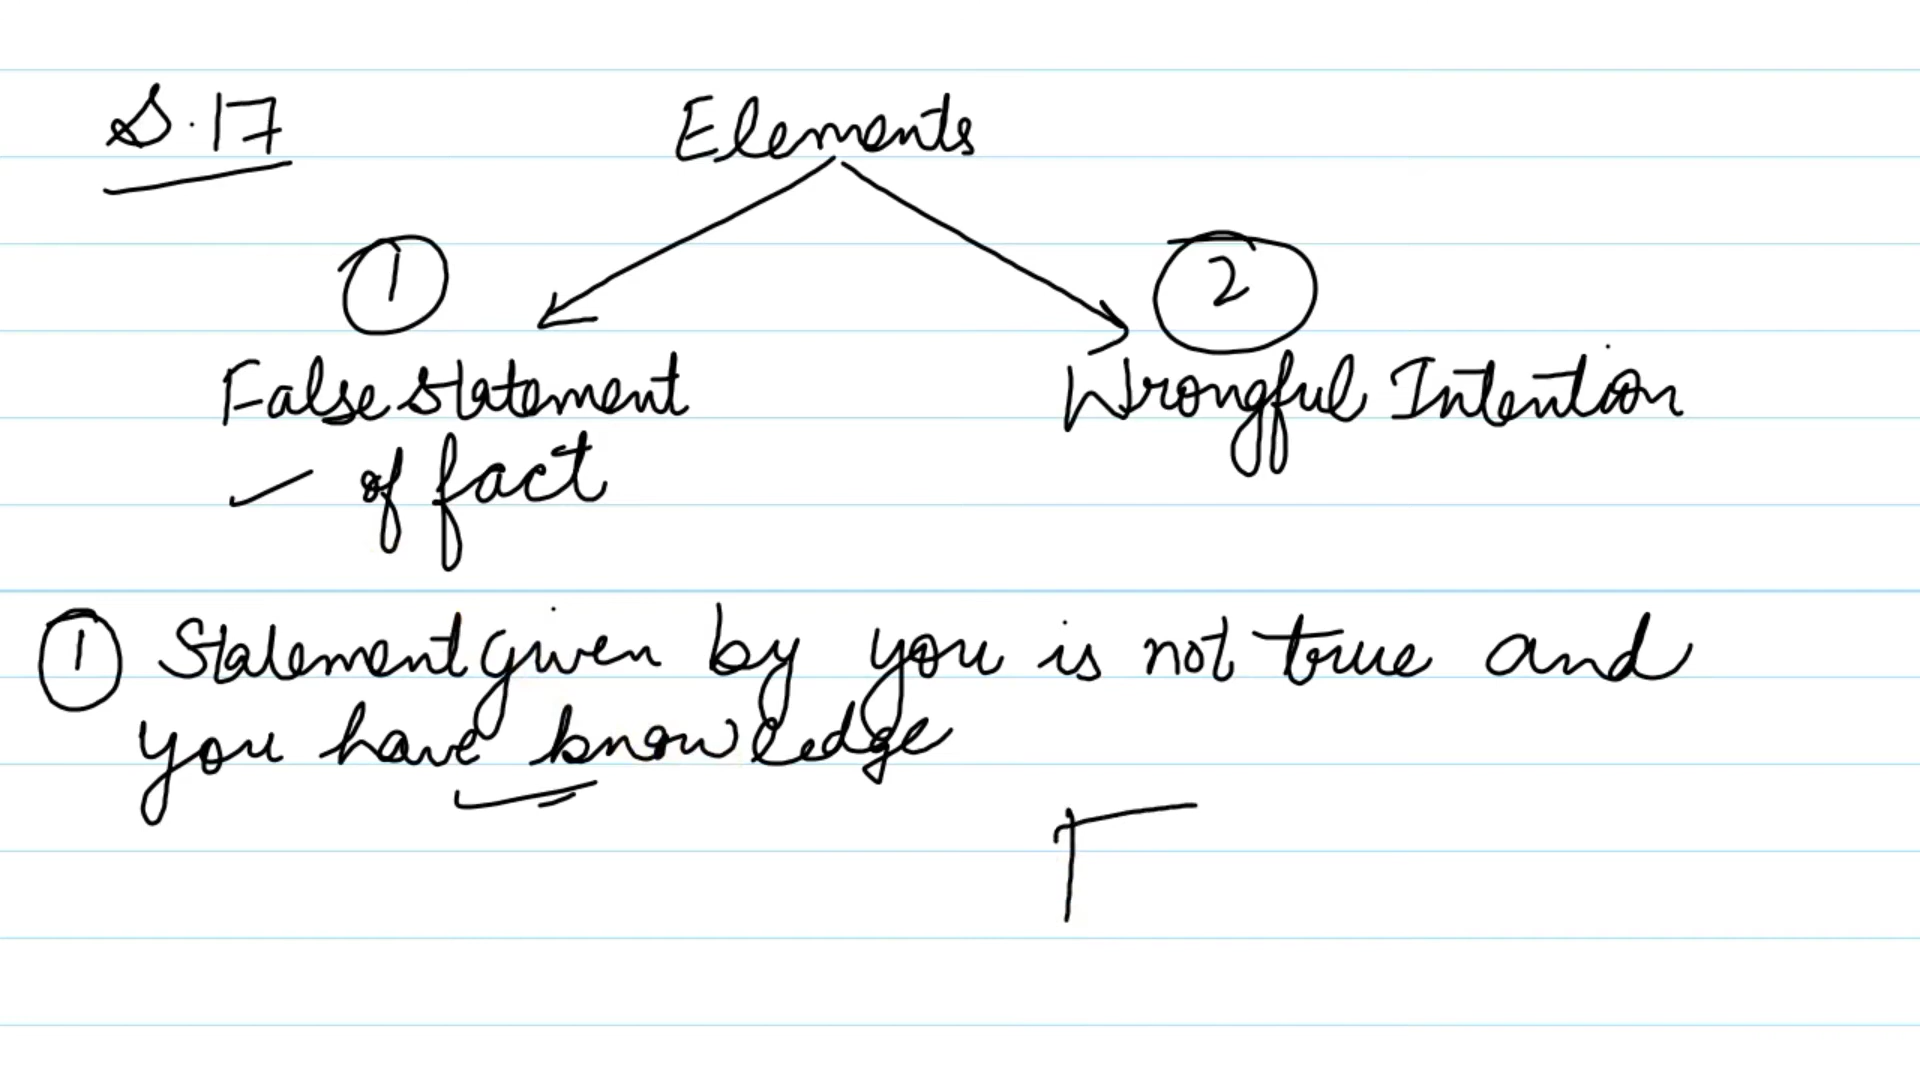 S.17 Elements
1 2
False statement Wrongful Intention
of fact
1 Statement given by you is not true and
you have knowledge